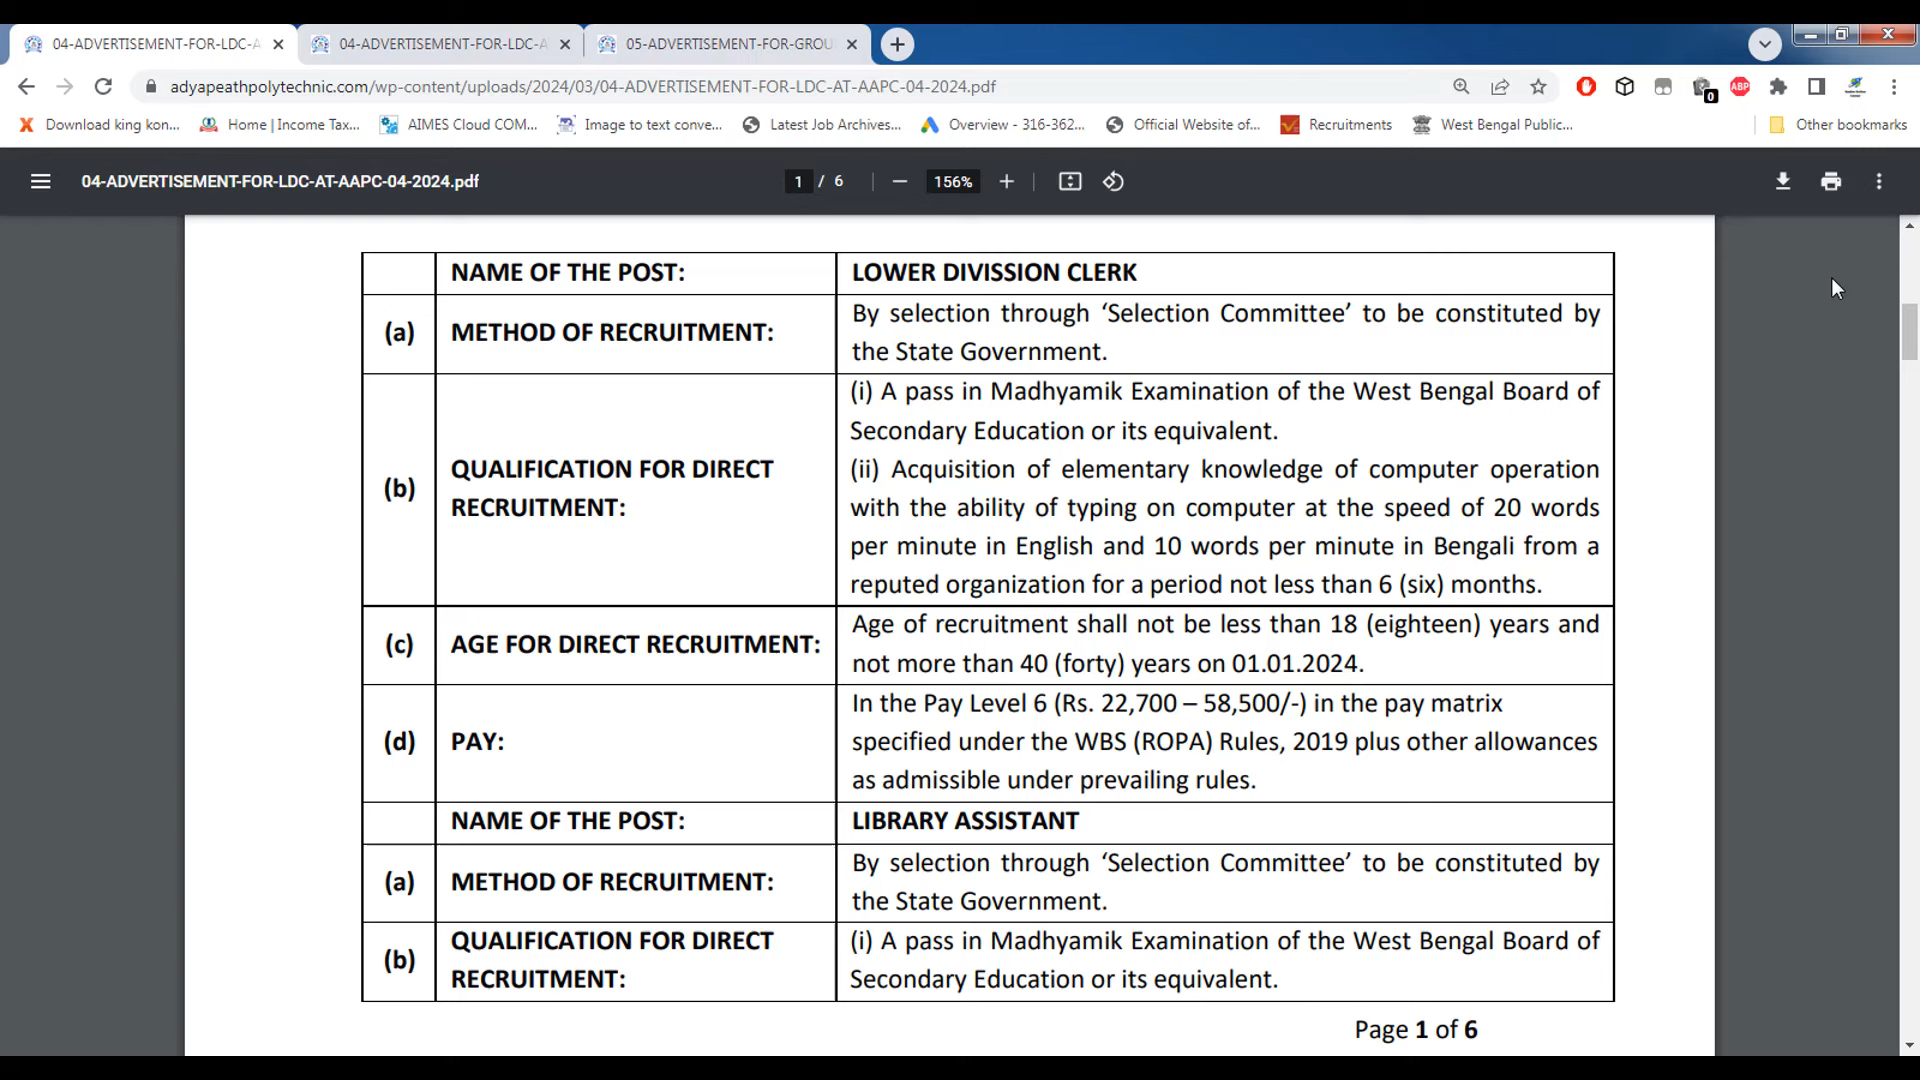 04-ADVERTISEMENT-FOR-LDC-A
04-ADVERTISEMENT-FOR-LDC-A
05-ADVERTISEMENT-FOR-GROU
adyapeathpolytechnic.com/wp-content/uploads/2024/03/04-ADVERTISEMENT-FOR-LDC-AT-AAPC-04-2024.pdf
0
ABP
Download king kon...
Home | Income Tax...
AIMES Cloud COM...
Image to text conve...
Latest Job Archives...
Overview - 316-362...
Official Website of...
Recruitments
West Bengal Public...
Other bookmarks
04-ADVERTISEMENT-FOR-LDC-AT-AAPC-04-2024.pdf
1 / 6
156%
NAME OF THE POST:
LOWER DIVISSION CLERK
(a)
METHOD OF RECRUITMENT:
By selection through ‘Selection Committee’ to be constituted by
the State Government.
(b)
QUALIFICATION FOR DIRECT
RECRUITMENT:
(i) A pass in Madhyamik Examination of the West Bengal Board of
Secondary Education or its equivalent.
(ii) Acquisition of elementary knowledge of computer operation
with the ability of typing on computer at the speed of 20 words
per minute in English and 10 words per minute in Bengali from a
reputed organization for a period not less than 6 (six) months.
(c)
AGE FOR DIRECT RECRUITMENT:
Age of recruitment shall not be less than 18 (eighteen) years and
not more than 40 (forty) years on 01.01.2024.
(d)
PAY:
In the Pay Level 6 (Rs. 22,700 – 58,500/-) in the pay matrix
specified under the WBS (ROPA) Rules, 2019 plus other allowances
as admissible under prevailing rules.
NAME OF THE POST:
LIBRARY ASSISTANT
(a)
METHOD OF RECRUITMENT:
By selection through ‘Selection Committee’ to be constituted by
the State Government.
(b)
QUALIFICATION FOR DIRECT
RECRUITMENT:
(i) A pass in Madhyamik Examination of the West Bengal Board of
Secondary Education or its equivalent.
Page 1 of 6